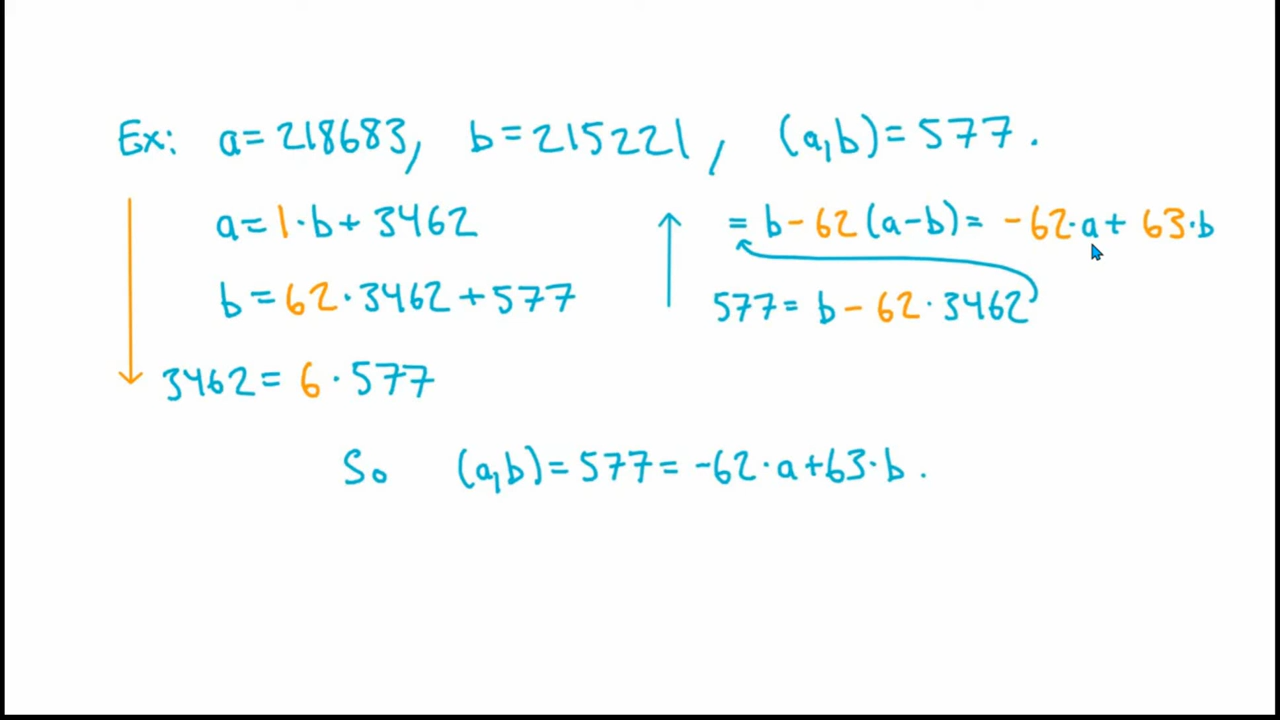 Ex: a=218683, b=215221, (a,b)=577.
a=1·b+3462 = b-62(a-b)= -62·a+63·b
b=62·3462+577 577= b-62·3462
3462=6·577
So (a,b)=577=-62·a+63·b.